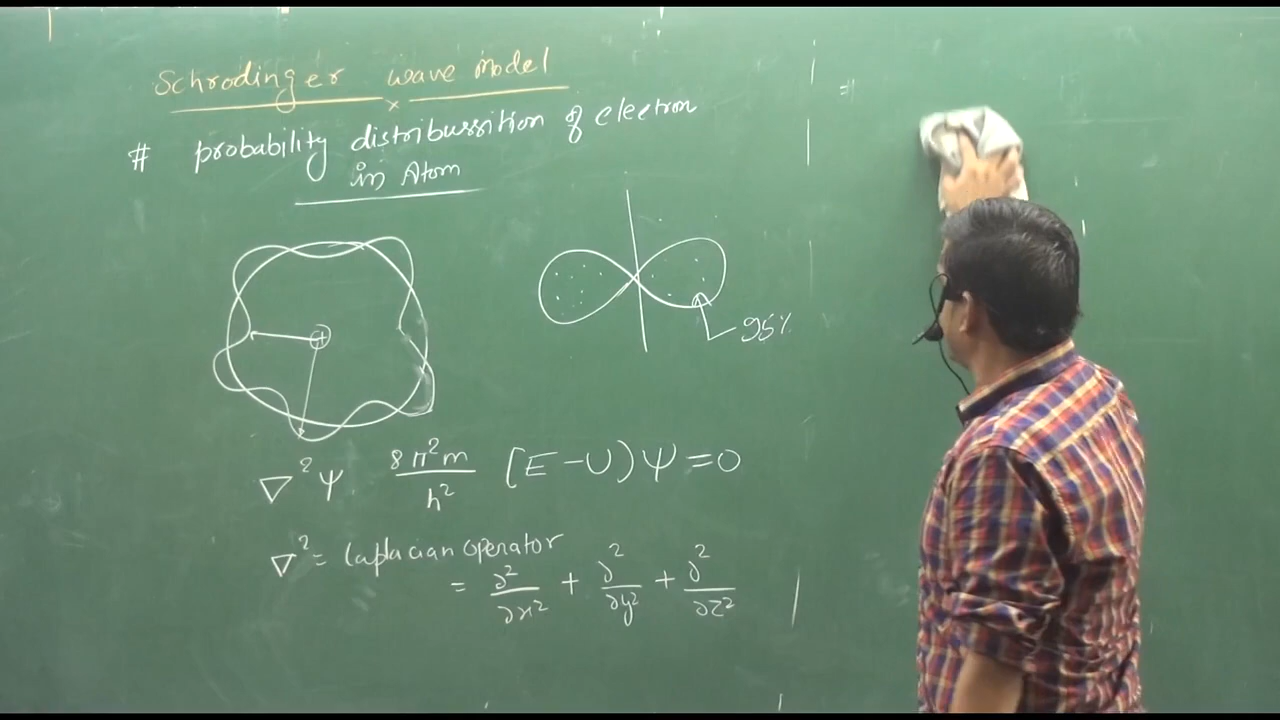 Schrodinger wave model
# probability distriburition of electron
in Atom
+
95%
∇²ψ 8π²m/h² [E-U)ψ=0
∇² = Laplacian operator
= ∂²/∂x² + ∂²/∂y² + ∂²/∂z²
=